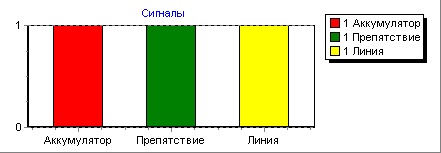 Сигналы
1
0
Аккумулятор
Препятствие
Линия
1 Аккумулятор
1 Препятствие
1 Линия